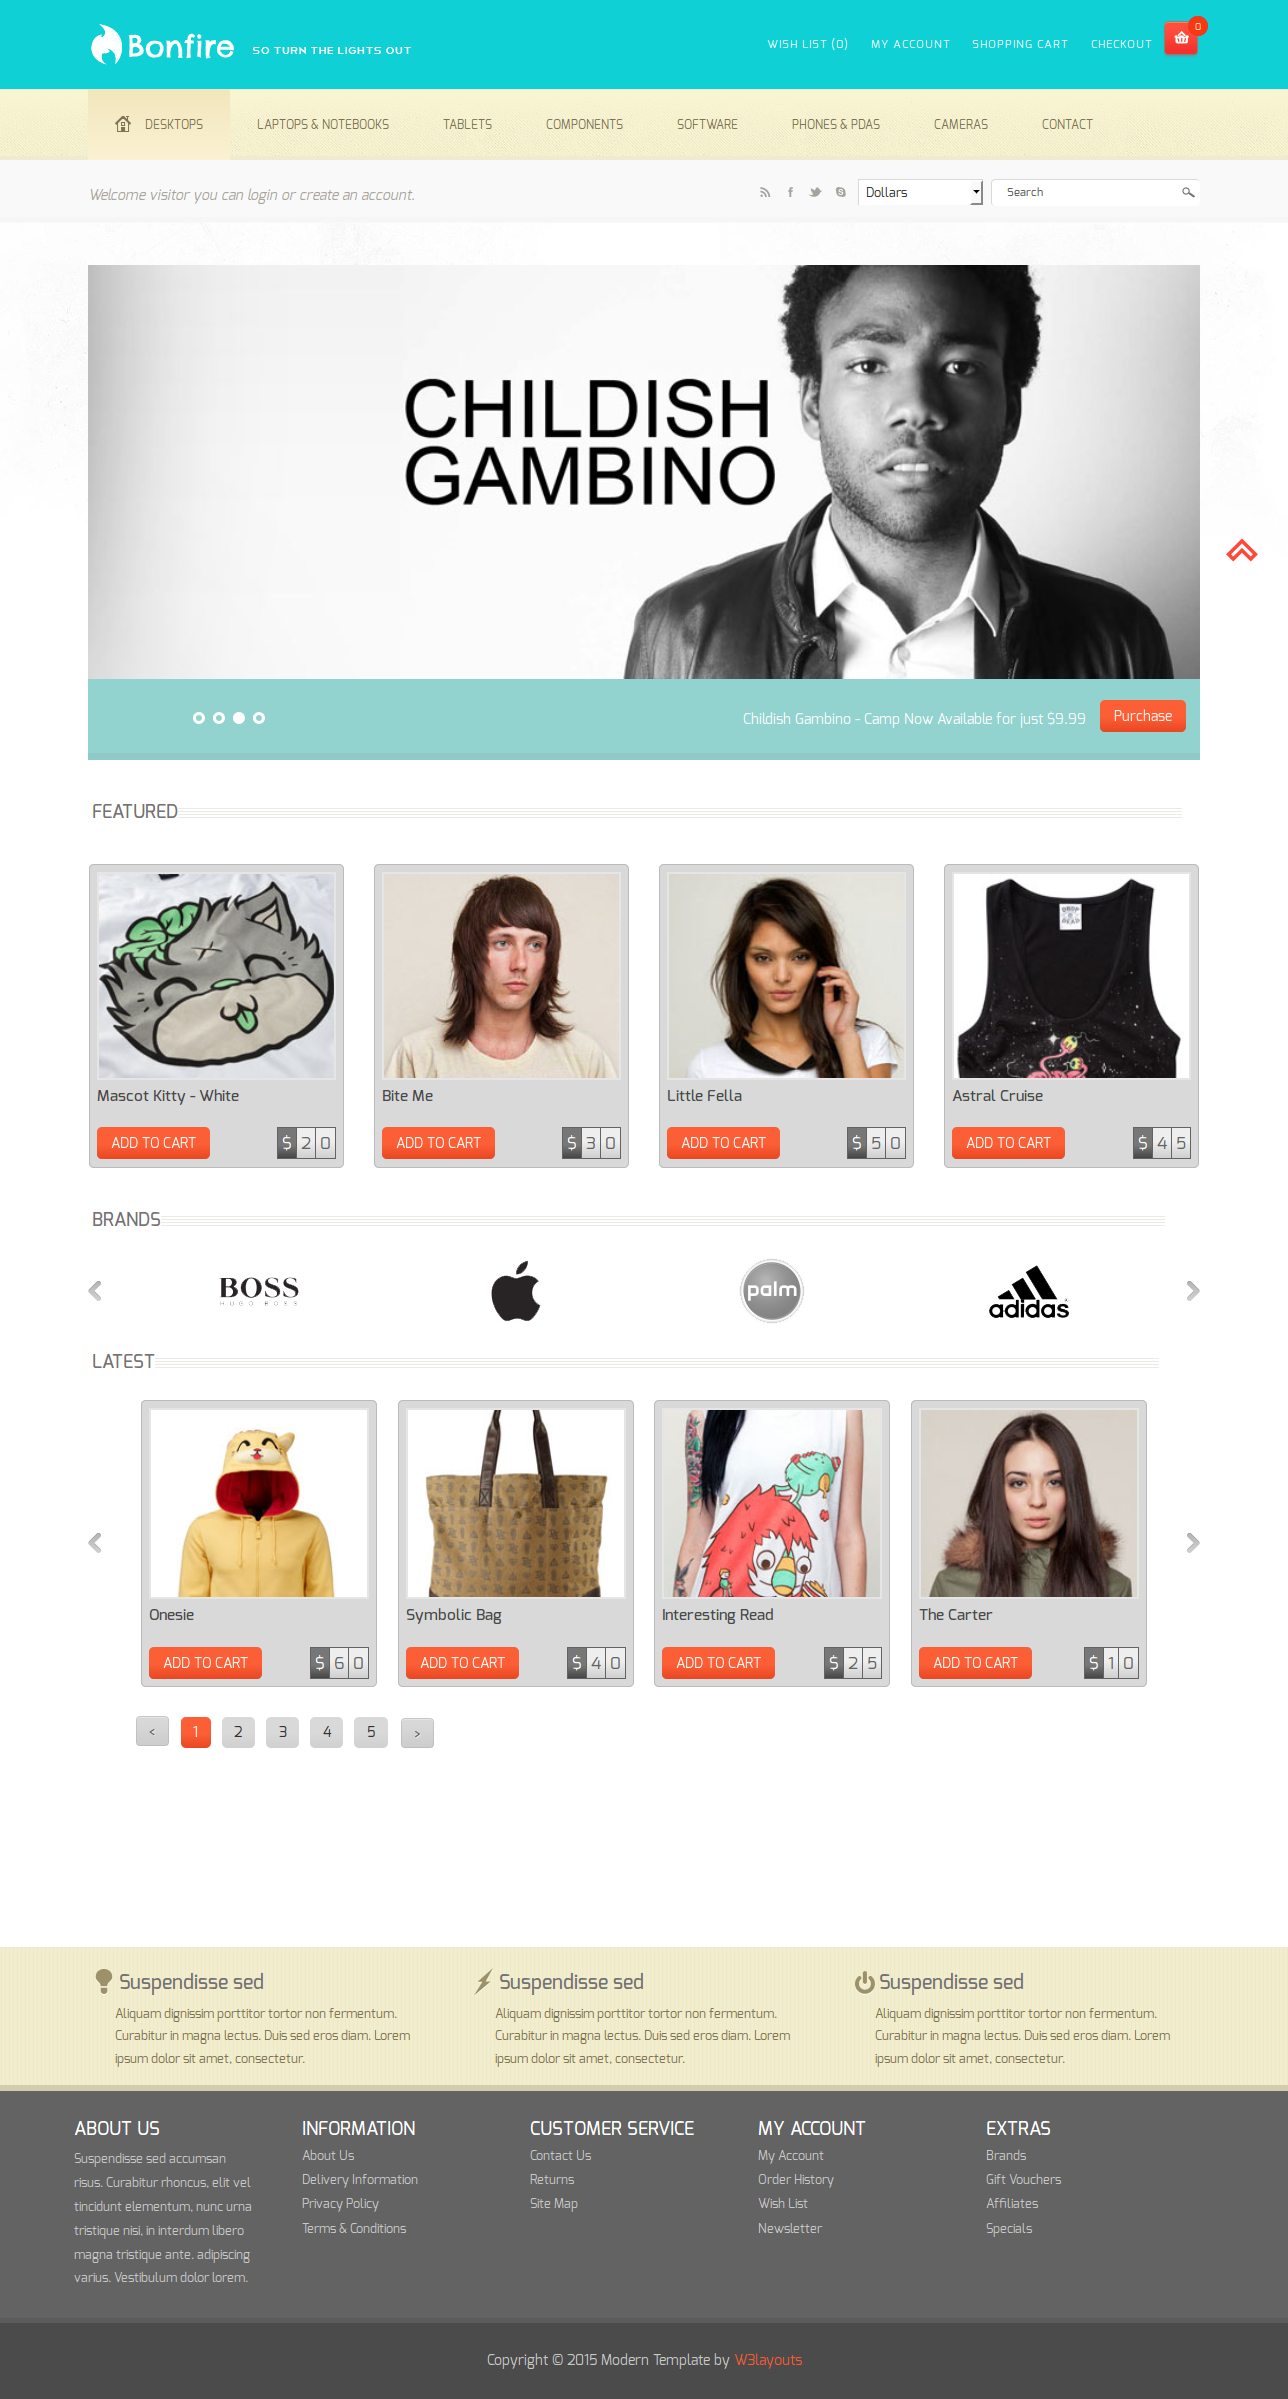 Bonfire SO TURN THE LIGHTS OUT
WISH LIST (0) MY ACCOUNT SHOPPING CART CHECKOUT 0
DESKTOPS LAPTOPS & NOTEBOOKS TABLETS COMPONENTS SOFTWARE PHONES & PDAS CAMERAS CONTACT
Welcome visitor you can login or create an account.
Dollars Search
CHILDISH
GAMBINO
Childish Gambino - Camp Now Available for just $9.99 Purchase
FEATURED
Mascot Kitty - White
ADD TO CART $20
Bite Me
ADD TO CART $30
Little Fella
ADD TO CART $50
DROP
DEAD
Astral Cruise
ADD TO CART $45
BRANDS
BOSS
HUGO BOSS
palm
adidas
LATEST
Onesie
ADD TO CART $60
Symbolic Bag
ADD TO CART $40
Interesting Read
ADD TO CART $25
The Carter
ADD TO CART $10
< 1 2 3 4 5 >
Suspendisse sed
Aliquam dignissim porttitor tortor non fermentum.
Curabitur in magna lectus. Duis sed eros diam. Lorem
ipsum dolor sit amet, consectetur.
Suspendisse sed
Aliquam dignissim porttitor tortor non fermentum.
Curabitur in magna lectus. Duis sed eros diam. Lorem
ipsum dolor sit amet, consectetur.
Suspendisse sed
Aliquam dignissim porttitor tortor non fermentum.
Curabitur in magna lectus. Duis sed eros diam. Lorem
ipsum dolor sit amet, consectetur.
ABOUT US
Suspendisse sed accumsan
risus. Curabitur rhoncus, elit vel
tincidunt elementum, nunc urna
tristique nisi, in interdum libero
magna tristique ante. adipiscing
varius. Vestibulum dolor lorem.
INFORMATION
About Us
Delivery Information
Privacy Policy
Terms & Conditions
CUSTOMER SERVICE
Contact Us
Returns
Site Map
MY ACCOUNT
My Account
Order History
Wish List
Newsletter
EXTRAS
Brands
Gift Vouchers
Affiliates
Specials
Copyright © 2015 Modern Template by W3layouts